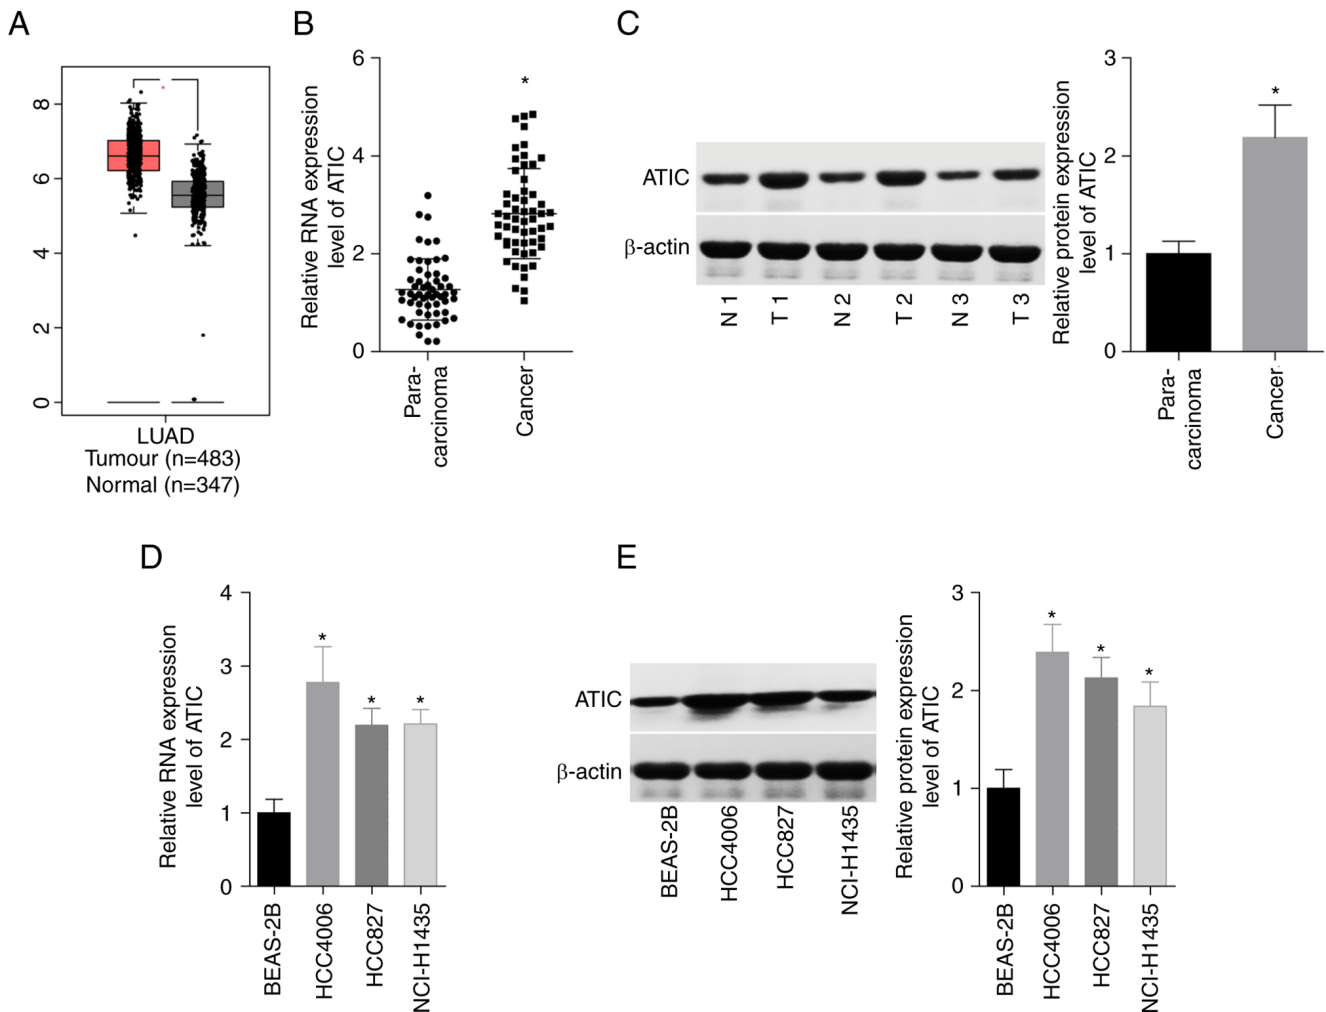 A
8
6
4
2
0
LUAD
Tumour (n=483)
Normal (n=347)
B
Relative RNA expression
level of ATIC
6
4
2
0
*
Para-
carcinoma
Cancer
C
ATIC
β-actin
N 1
T 1
N 2
T 2
N 3
T 3
Relative protein expression
level of ATIC
3
2
1
0
*
Para-
carcinoma
Cancer
D
Relative RNA expression
level of ATIC
4
3
2
1
0
*
*
*
BEAS-2B
HCC4006
HCC827
NCI-H1435
E
ATIC
β-actin
BEAS-2B
HCC4006
HCC827
NCI-H1435
Relative protein expression
level of ATIC
3
2
1
0
*
*
*
BEAS-2B
HCC4006
HCC827
NCI-H1435